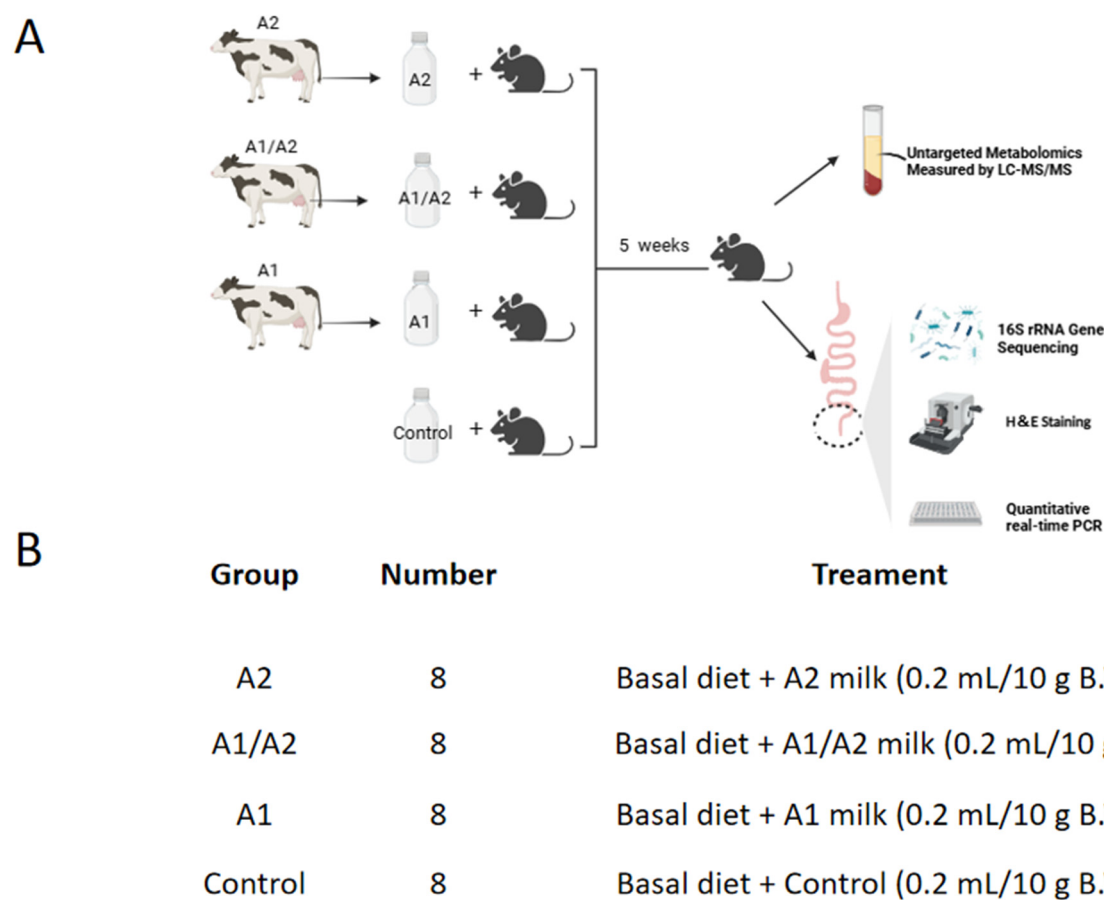 A
A2
A2
+
A1/A2
A1/A2
+
A1
A1
+
Control
+
5 weeks
Untargeted Metabolomics
Measured by LC-MS/MS
16S rRNA Gene
Sequencing
H&E Staining
Quantitative
real-time PCR
B
Group Number Treament
A2 8 Basal diet + A2 milk (0.2 mL/10 g B.
A1/A2 8 Basal diet + A1/A2 milk (0.2 mL/10
A1 8 Basal diet + A1 milk (0.2 mL/10 g B.
Control 8 Basal diet + Control (0.2 mL/10 g B.